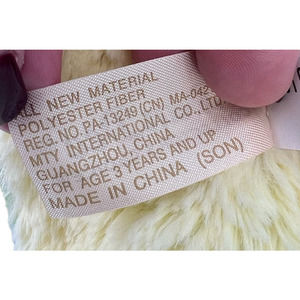 NEW MATERIAL
POLYESTER FIBER
REG. NO. PA-13249 (CN) MA-042
MTY INTERNATIONAL CO., LTD
GUANGZHOU, CHINA
FOR AGE 3 YEARS AND UP
MADE IN CHINA (SON)